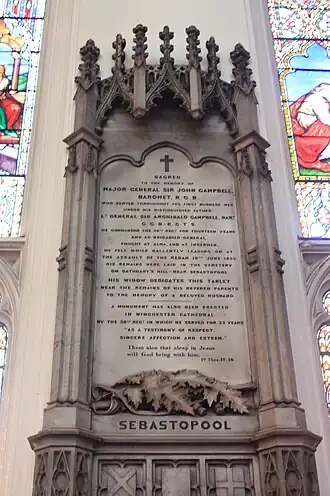 SACRED
TO THE MEMORY OF
MAJOR-GENERAL SIR JOHN CAMPBELL,
BARONET, K.C.B.
WHO SERVED THROUGHOUT THE FIRST BURMESE WAR
UNDER HIS DISTINGUISHED FATHER
LT GENERAL SIR ARCHIBALD CAMPBELL, BART
G.C.B. K.C.T.S.
HE COMMANDED THE 38TH REGT FOR FOURTEEN YEARS
AND AS BRIGADIER GENERAL
FOUGHT AT ALMA AND AT INKERMAN.
HE FELL WHILE GALLANTLY LEADING ON AT
THE ASSAULT OF THE REDAN 18TH JUNE 1855
HIS REMAINS WERE LAID IN THE CEMETERY
ON CATHCART'S HILL - NEAR SEBASTOPOOL
HIS WIDOW DEDICATES THIS TABLET
NEAR THE REMAINS OF HIS REVERED PARENTS
TO THE MEMORY OF A BELOVED HUSBAND.
A MONUMENT HAS ALSO BEEN ERECTED
IN WINCHESTER CATHEDRAL
BY THE 38TH REGT IN WHICH HE SERVED FOR 33 YEARS
"AS A TESTIMONY OF RESPECT,
SINCERE AFFECTION AND ESTEEM."
Them also that sleep in Jesus
will God bring with him.
1st Thess. IV. 14.
SEBASTOPOOL